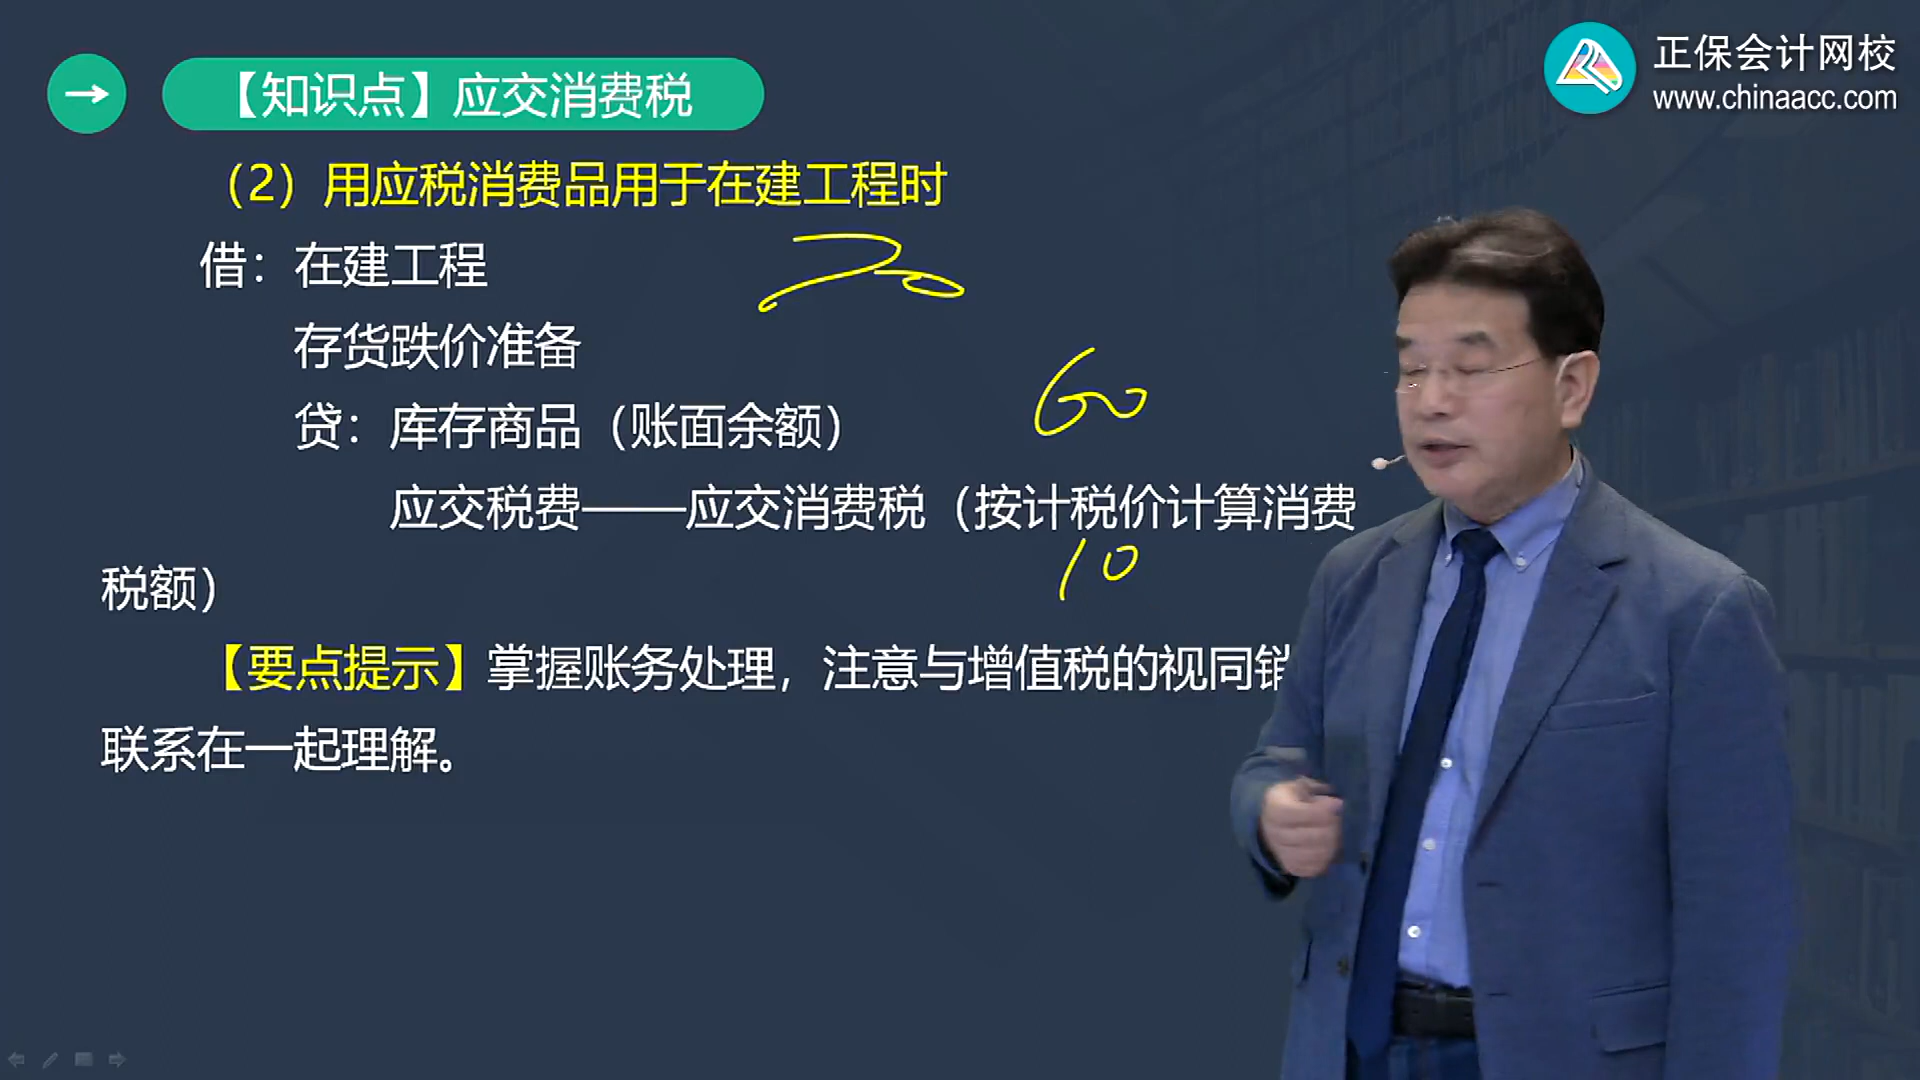 正保会计网校
www.chinaacc.com
【知识点】应交消费税
（2）用应税消费品用于在建工程时
借：在建工程
70
存货跌价准备
贷：库存商品（账面余额）
60
应交税费——应交消费税（按计税价计算消费
税额）
10
【要点提示】掌握账务处理，注意与增值税的视同销
联系在一起理解。